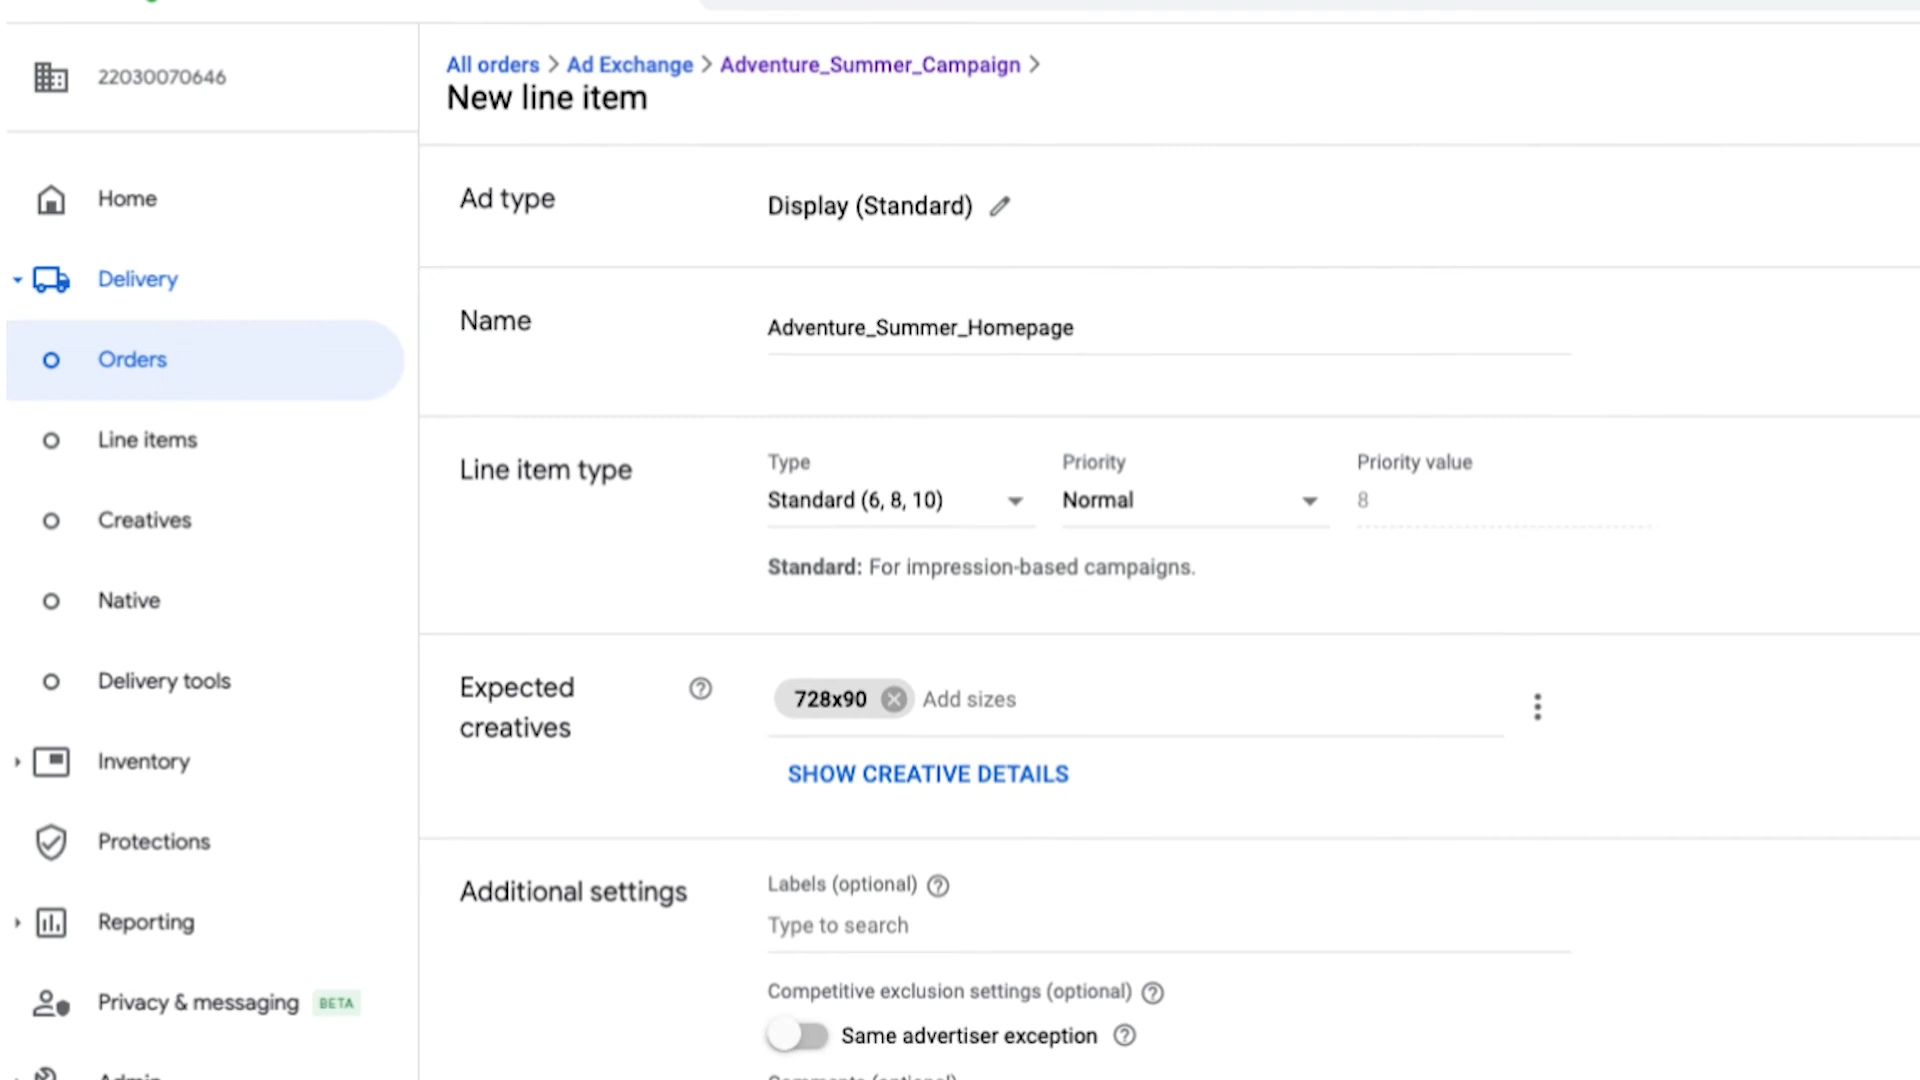 22030070646
Home
Delivery
Orders
Line items
Creatives
Native
Delivery tools
Inventory
Protections
Reporting
Privacy & messaging BETA
Admin
All orders > Ad Exchange > Adventure_Summer_Campaign >
New line item
Ad type
Display (Standard)
Name
Adventure_Summer_Homepage
Line item type
Type
Standard (6, 8, 10)
Priority
Normal
Priority value
8
Standard: For impression-based campaigns.
Expected
creatives
728x90 Add sizes
SHOW CREATIVE DETAILS
Additional settings
Labels (optional)
Type to search
Competitive exclusion settings (optional)
Same advertiser exception
Comments (optional)